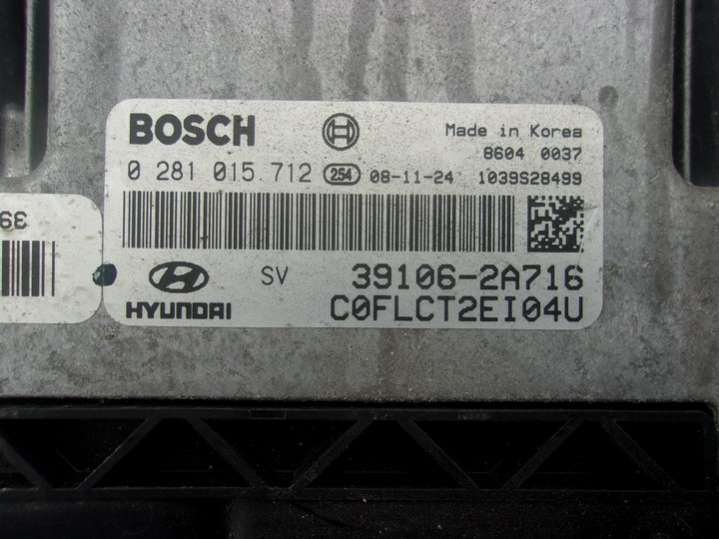 BOSCH
Made in Korea
8604 0037
0 281 015 712 254 08-11-24 1039S28499
39
SV 39106-2A716
HYUNDAI C0FLCT2EI04U